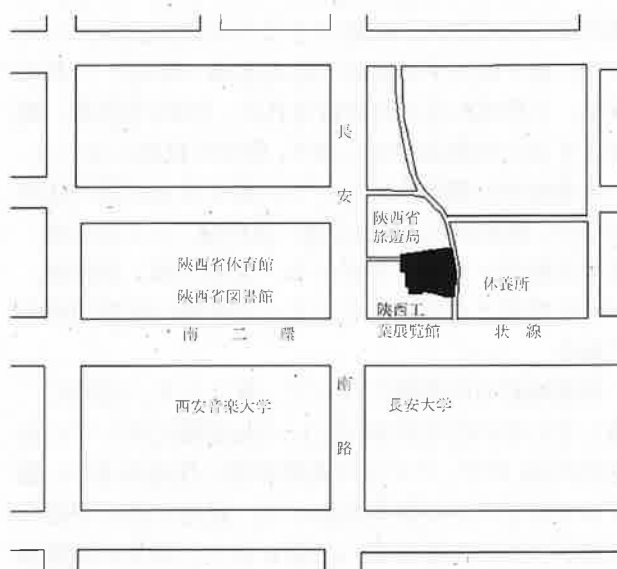 長
安
陝西省
旅遊局
陝西省体育館
陝西省図書館
休養所
陝西工
業展覧館
南二環
状線
南
路
西安音楽大学
長安大学